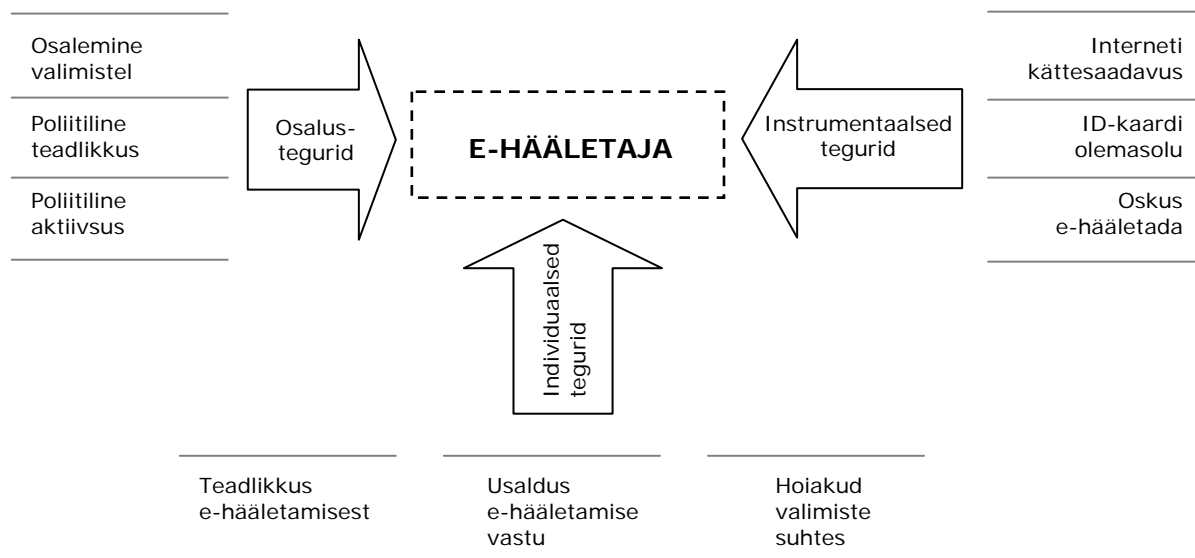 Osalemine
valimistel
Poliitiline
teadlikkus
Poliitiline
aktiivsus
Osalus-
tegurid
E-HÄÄLETAJA
Instrumentaalsed
tegurid
Interneti
kättesaadavus
ID-kaardi
olemasolu
Oskus
e-hääletada
Individuaalsed
tegurid
Teadlikkus
e-hääletamisest
Usaldus
e-hääletamise
vastu
Hoiakud
valimiste
suhtes